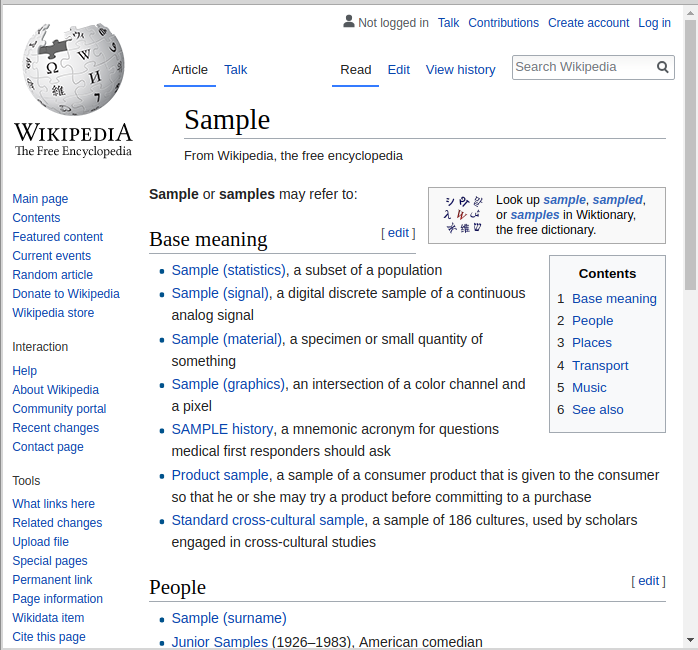 Not logged in Talk Contributions Create account Log in
Article Talk Read Edit View history Search Wikipedia
WIKIPEDIA
The Free Encyclopedia
Sample
From Wikipedia, the free encyclopedia
Main page
Contents
Featured content
Current events
Random article
Donate to Wikipedia
Wikipedia store
Interaction
Help
About Wikipedia
Community portal
Recent changes
Contact page
Tools
What links here
Related changes
Upload file
Special pages
Permanent link
Page information
Wikidata item
Cite this page
Sample or samples may refer to:
Look up sample, sampled,
or samples in Wiktionary,
the free dictionary.
Base meaning [ edit ]
Sample (statistics), a subset of a population
Sample (signal), a digital discrete sample of a continuous
analog signal
Sample (material), a specimen or small quantity of
something
Sample (graphics), an intersection of a color channel and
a pixel
SAMPLE history, a mnemonic acronym for questions
medical first responders should ask
Product sample, a sample of a consumer product that is given to the consumer
so that he or she may try a product before committing to a purchase
Standard cross-cultural sample, a sample of 186 cultures, used by scholars
engaged in cross-cultural studies
Contents
1 Base meaning
2 People
3 Places
4 Transport
5 Music
6 See also
People [ edit ]
Sample (surname)
Junior Samples (1926–1983), American comedian